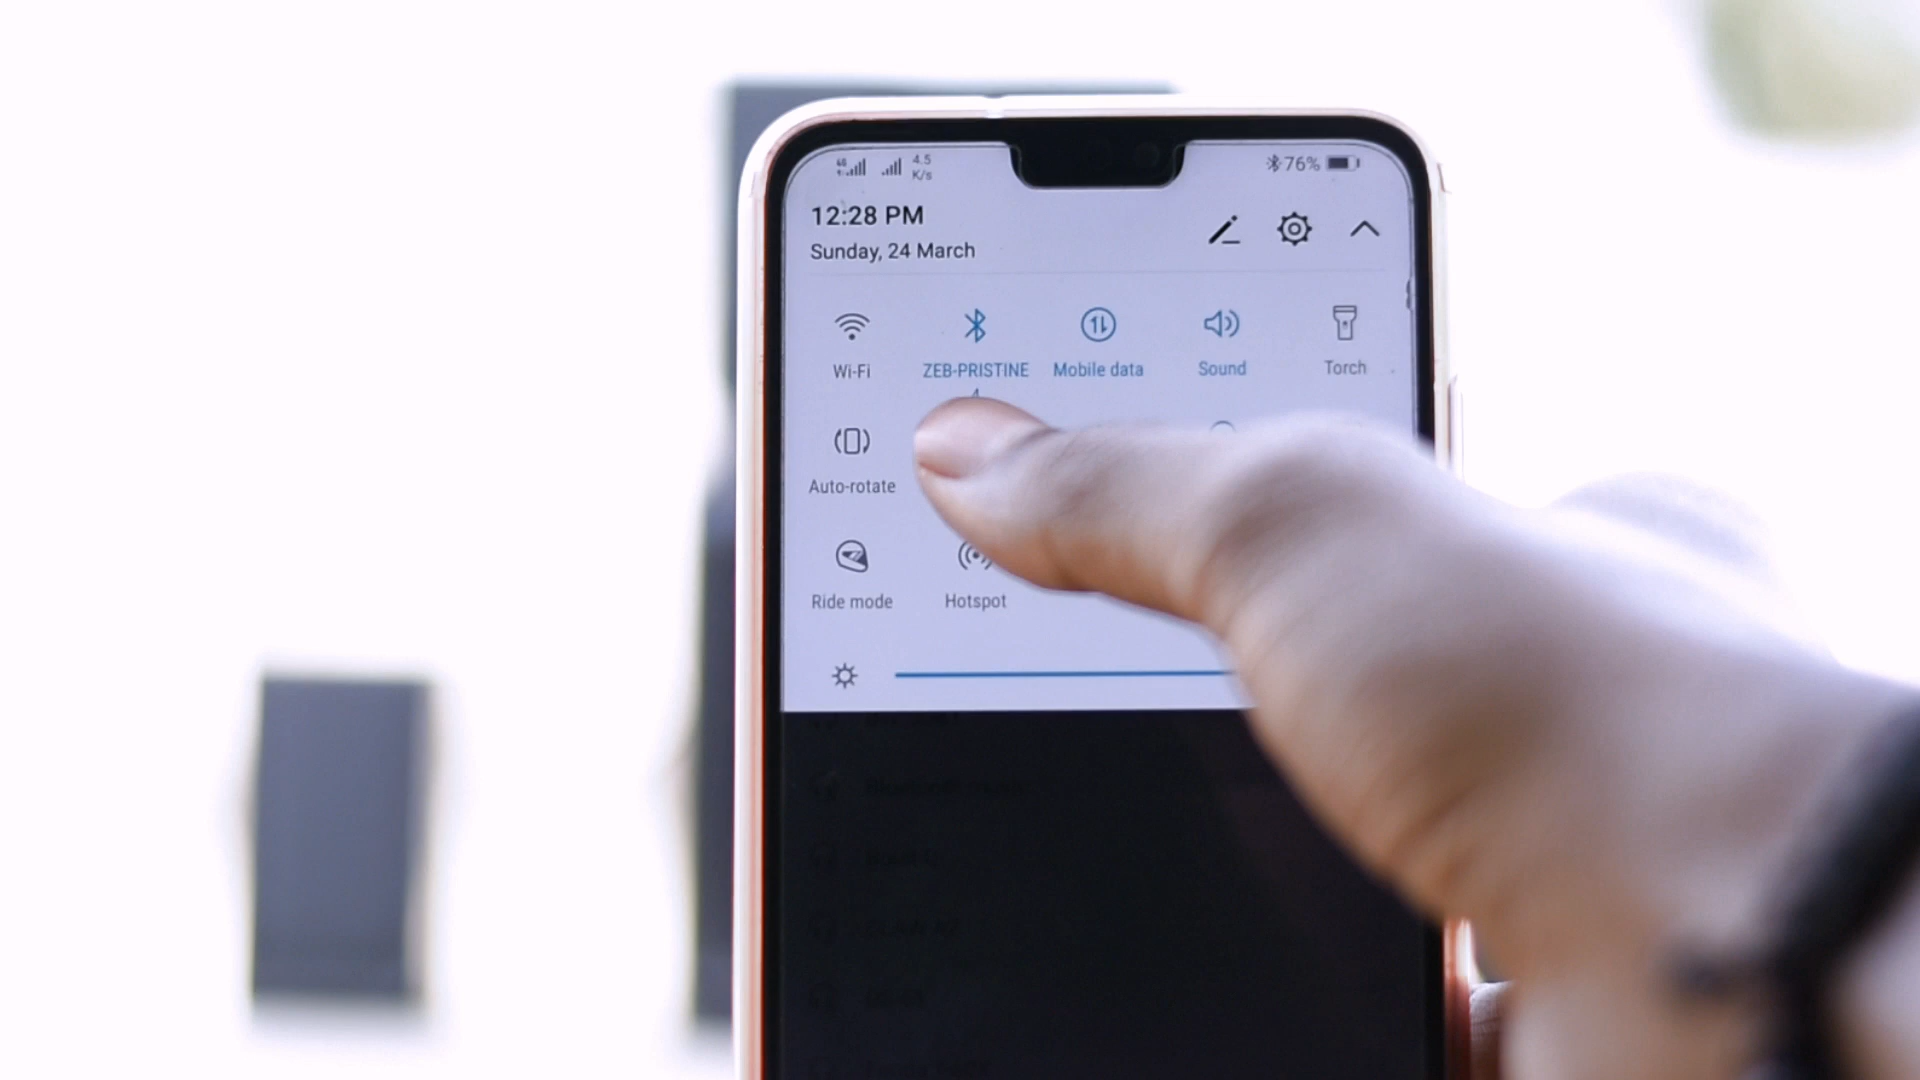 4G
4.5
K/s
76%
12:28 PM
Sunday, 24 March
Wi-Fi
ZEB-PRISTINE
Mobile data
Sound
Torch
Auto-rotate
Ride mode
Hotspot